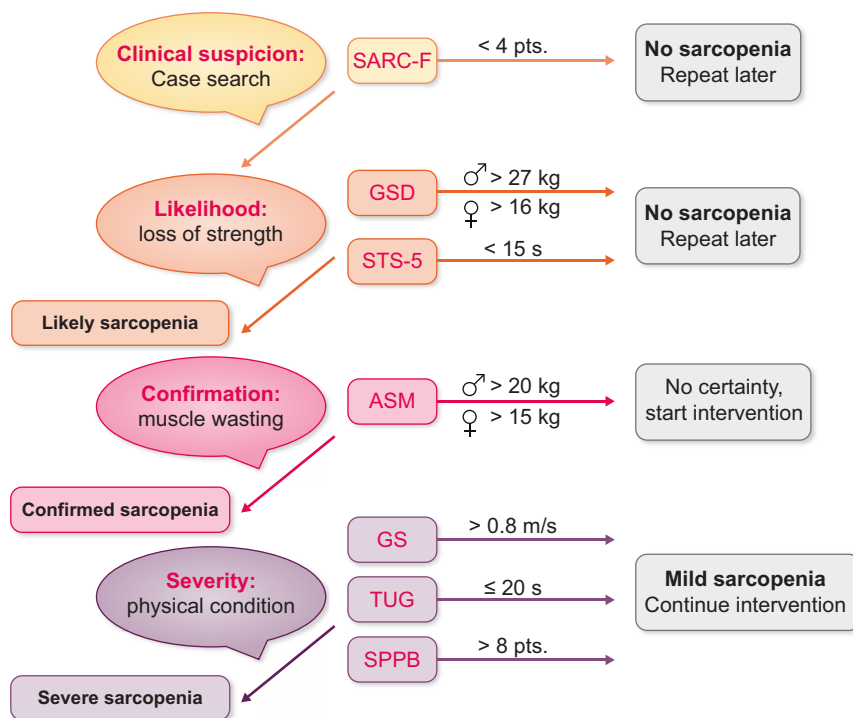 Clinical suspicion:
Case search
SARC-F
< 4 pts.
No sarcopenia
Repeat later
Likelihood:
loss of strength
GSD
♂ > 27 kg
♀ > 16 kg
STS-5
< 15 s
No sarcopenia
Repeat later
Likely sarcopenia
Confirmation:
muscle wasting
ASM
♂ > 20 kg
♀ > 15 kg
No certainty,
start intervention
Confirmed sarcopenia
Severity:
physical condition
GS
> 0.8 m/s
TUG
≤ 20 s
SPPB
> 8 pts.
Mild sarcopenia
Continue intervention
Severe sarcopenia